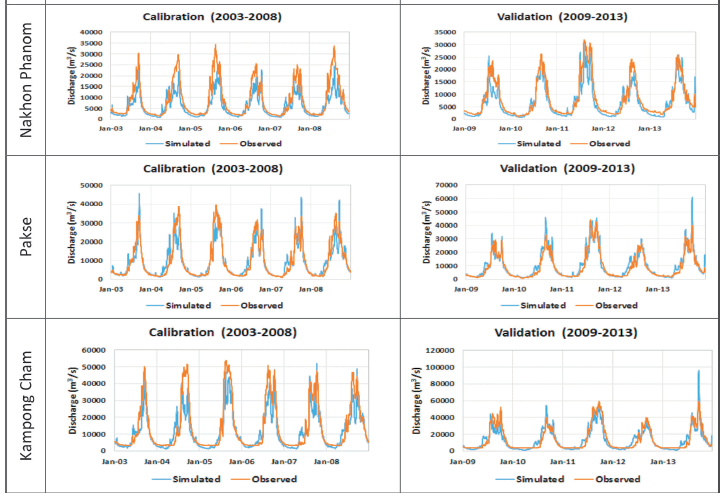 Nakhon Phanom
Calibration (2003-2008)
Discharge (m³/s)
40000
35000
30000
25000
20000
15000
10000
5000
0
Jan-03 Jan-04 Jan-05 Jan-06 Jan-07 Jan-08
Simulated Observed
Validation (2009-2013)
Discharge (m³/s)
35000
30000
25000
20000
15000
10000
5000
0
Jan-09 Jan-10 Jan-11 Jan-12 Jan-13
Simulated Observed
Pakse
Calibration (2003-2008)
Discharge (m³/s)
50000
40000
30000
20000
10000
0
Jan-03 Jan-04 Jan-05 Jan-06 Jan-07 Jan-08
Simulated Observed
Validation (2009-2013)
Discharge (m³/s)
70000
60000
50000
40000
30000
20000
10000
0
Jan-09 Jan-10 Jan-11 Jan-12 Jan-13
Simulated Observed
Kampong Cham
Calibration (2003-2008)
Discharge (m³/s)
60000
50000
40000
30000
20000
10000
0
Jan-03 Jan-04 Jan-05 Jan-06 Jan-07 Jan-08
Simulated Observed
Validation (2009-2013)
Discharge (m³/s)
120000
100000
80000
60000
40000
20000
0
Jan-09 Jan-10 Jan-11 Jan-12 Jan-13
Simulated Observed